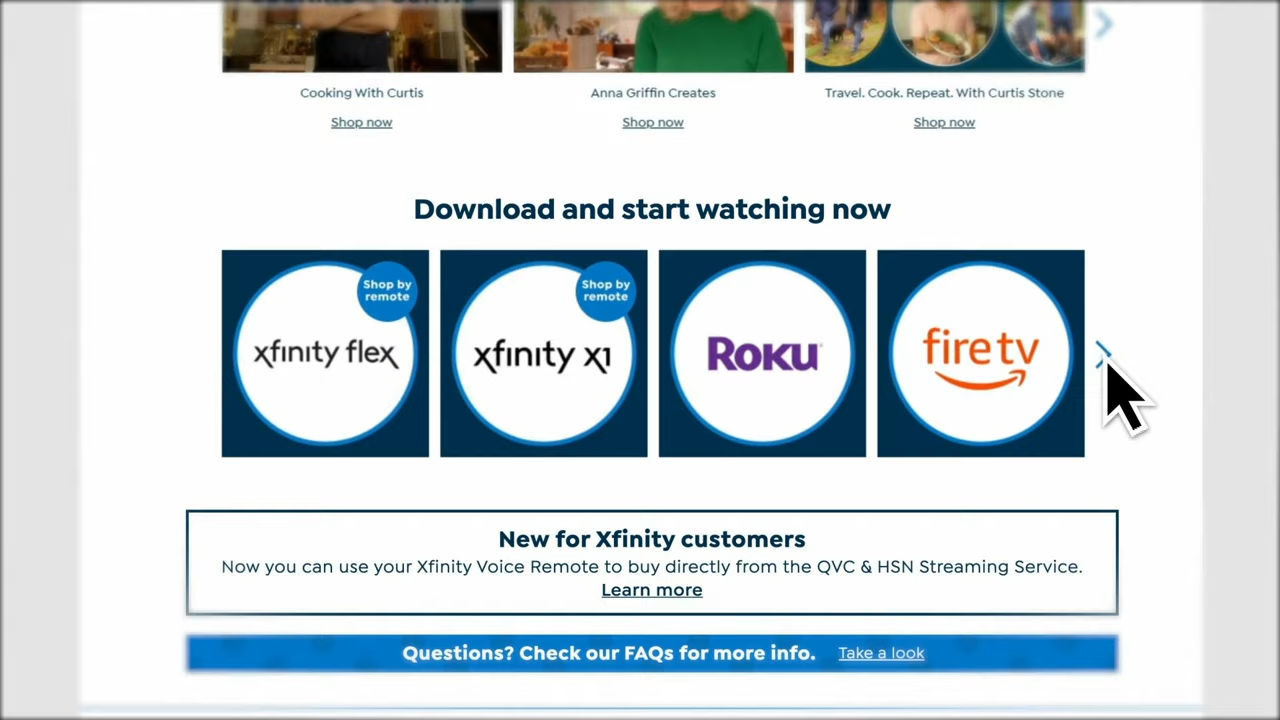 Cooking With Curtis
Anna Griffin Creates
Travel. Cook. Repeat. With Curtis Stone
Shop now
Shop now
Shop now
Download and start watching now
Shop by
remote
xfinity flex
Shop by
remote
xfinity x1
ROKU
fire tv
New for Xfinity customers
Now you can use your Xfinity Voice Remote to buy directly from the QVC & HSN Streaming Service.
Learn more
Questions? Check our FAQs for more info. Take a look